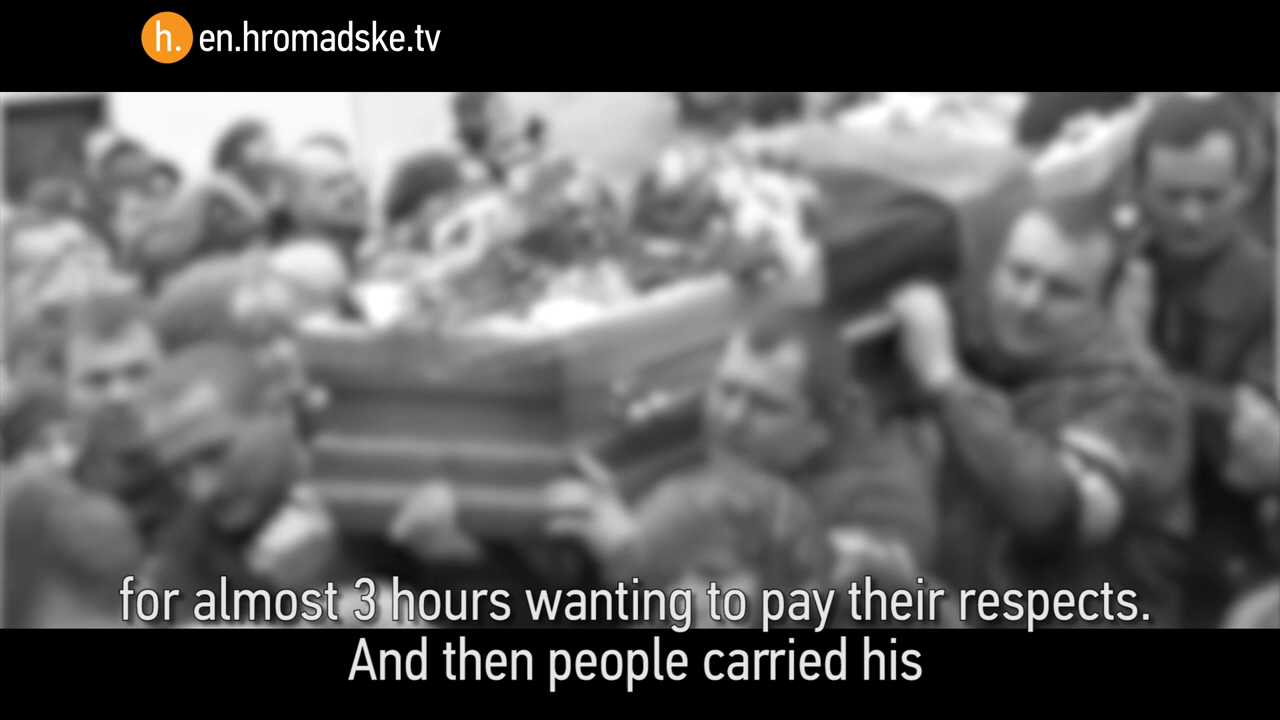 h. en.hromadske.tv
for almost 3 hours wanting to pay their respects.
And then people carried his